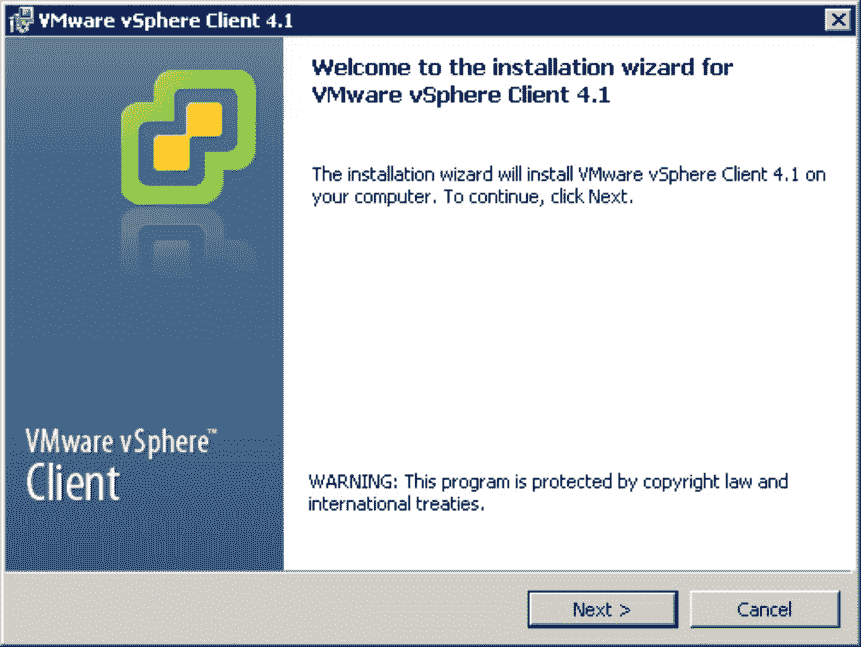 VMware vSphere Client 4.1
Welcome to the installation wizard for
VMware vSphere Client 4.1
The installation wizard will install VMware vSphere Client 4.1 on
your computer. To continue, click Next.
VMware vSphere™
Client
WARNING: This program is protected by copyright law and
international treaties.
Next >
Cancel